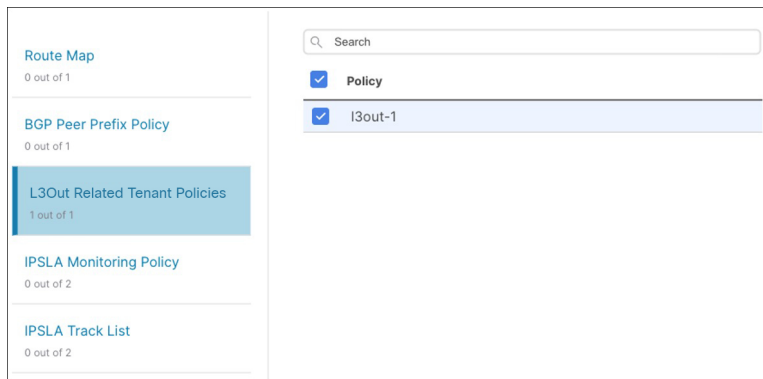 Route Map
0 out of 1
BGP Peer Prefix Policy
0 out of 1
L3Out Related Tenant Policies
1 out of 1
IPSLA Monitoring Policy
0 out of 2
IPSLA Track List
0 out of 2
Search
Policy
l3out-1